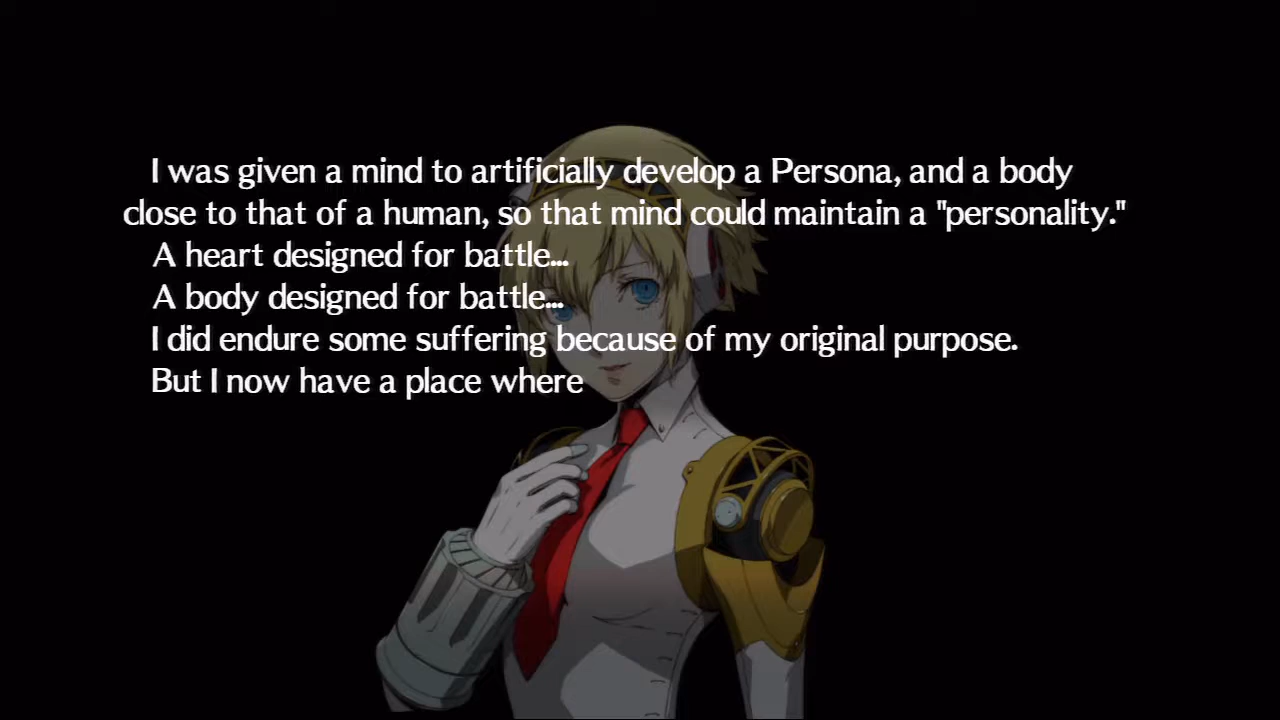 I was given a mind to artificially develop a Persona, and a body
close to that of a human, so that mind could maintain a "personality."
A heart designed for battle...
A body designed for battle...
I did endure some suffering because of my original purpose.
But I now have a place where